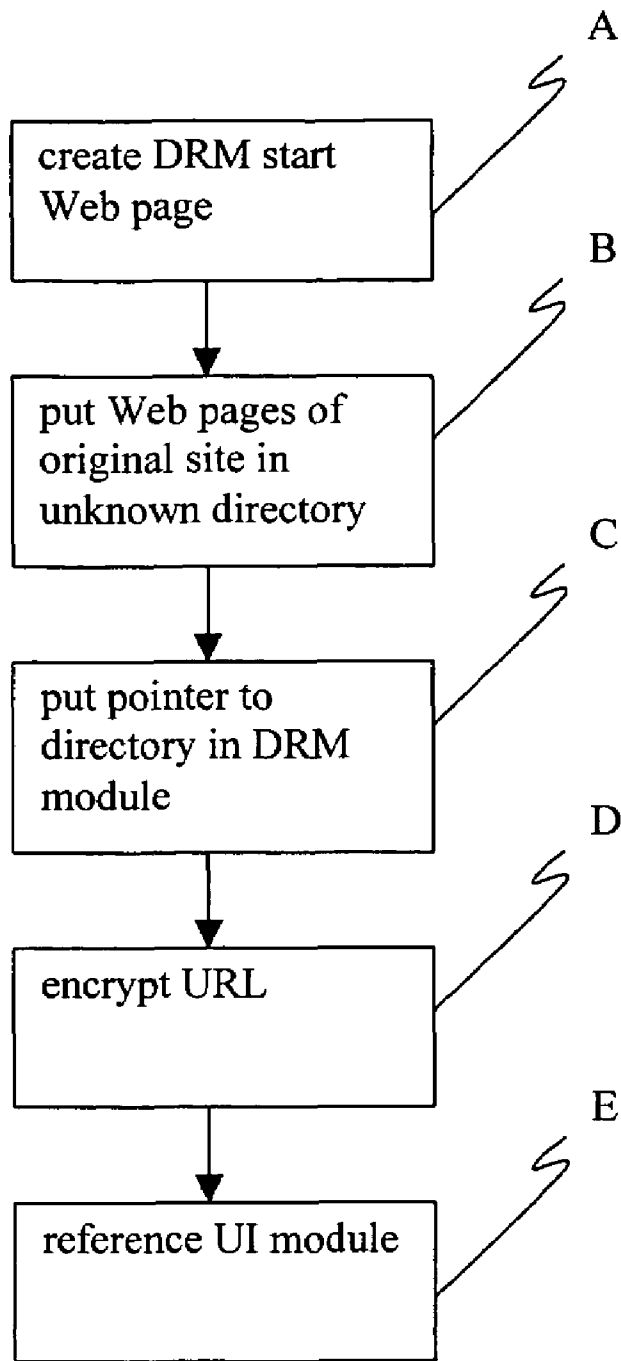 A
create DRM start
Web page
B
put Web pages of
original site in
unknown directory
C
put pointer to
directory in DRM
module
D
encrypt URL
E
reference UI module